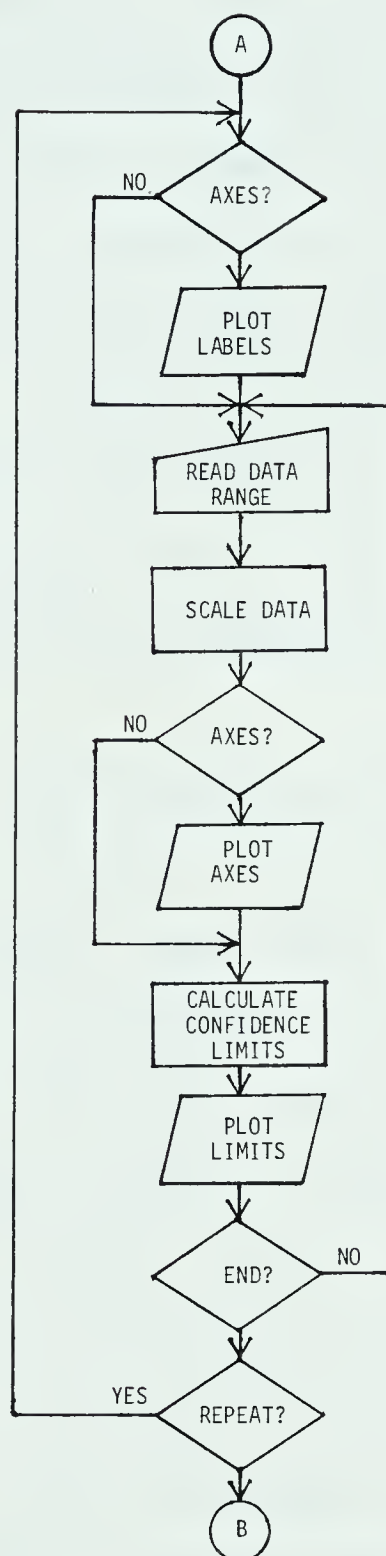 A
NO
AXES?
PLOT
LABELS
READ DATA
RANGE
SCALE DATA
NO
AXES?
PLOT
AXES
CALCULATE
CONFIDENCE
LIMITS
PLOT
LIMITS
END?
NO
YES
REPEAT?
B